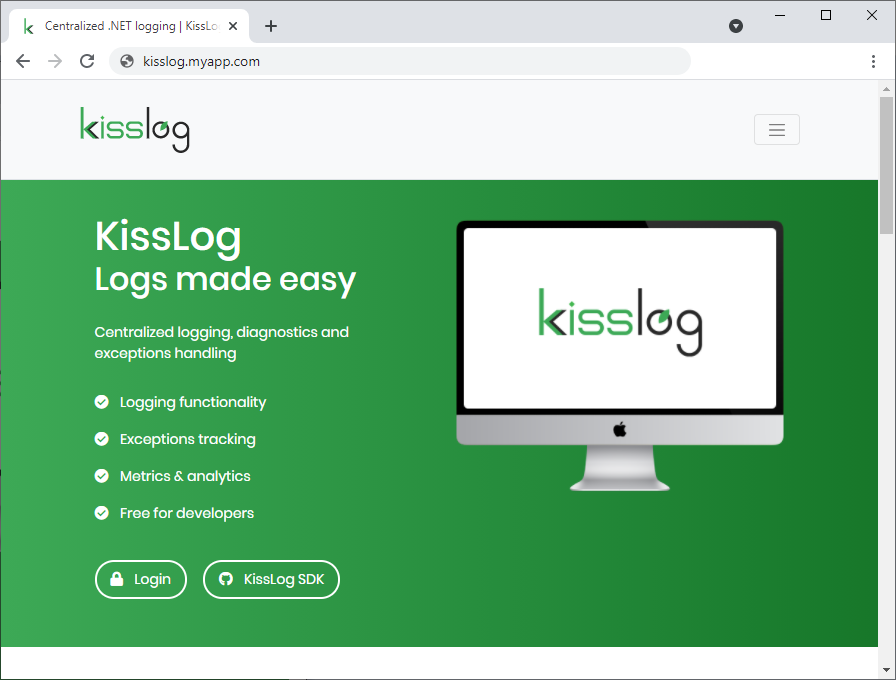 Centralized .NET logging | KissLo
kisslog.myapp.com
kisslog
KissLog
Logs made easy
Centralized logging, diagnostics and
exceptions handling
Logging functionality
Exceptions tracking
Metrics & analytics
Free for developers
Login
KissLog SDK
kisslog